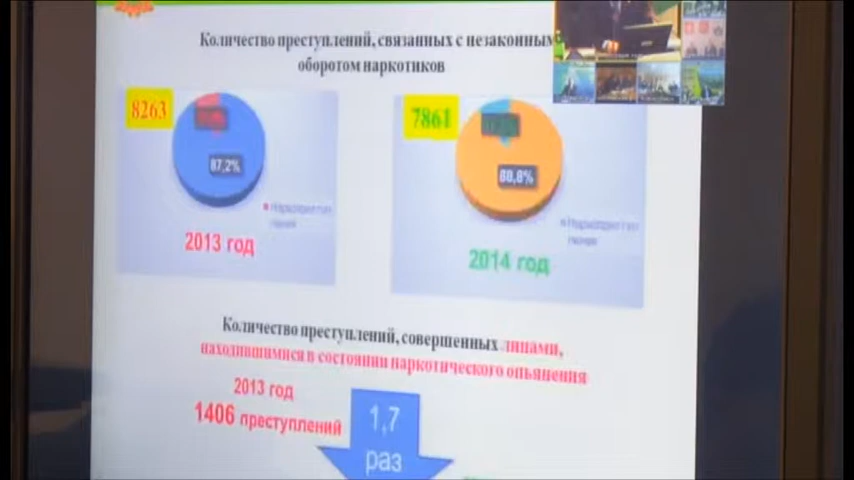 Количество преступлений, связанных с незаконных
оборотом наркотиков
8263
87,2%
2013 год
7861
88,8%
2014 год
Количество преступлений, совершенных лицами,
находившимися в состоянии наркотического опьянения
2013 год
1406 преступлений
1,7
раз